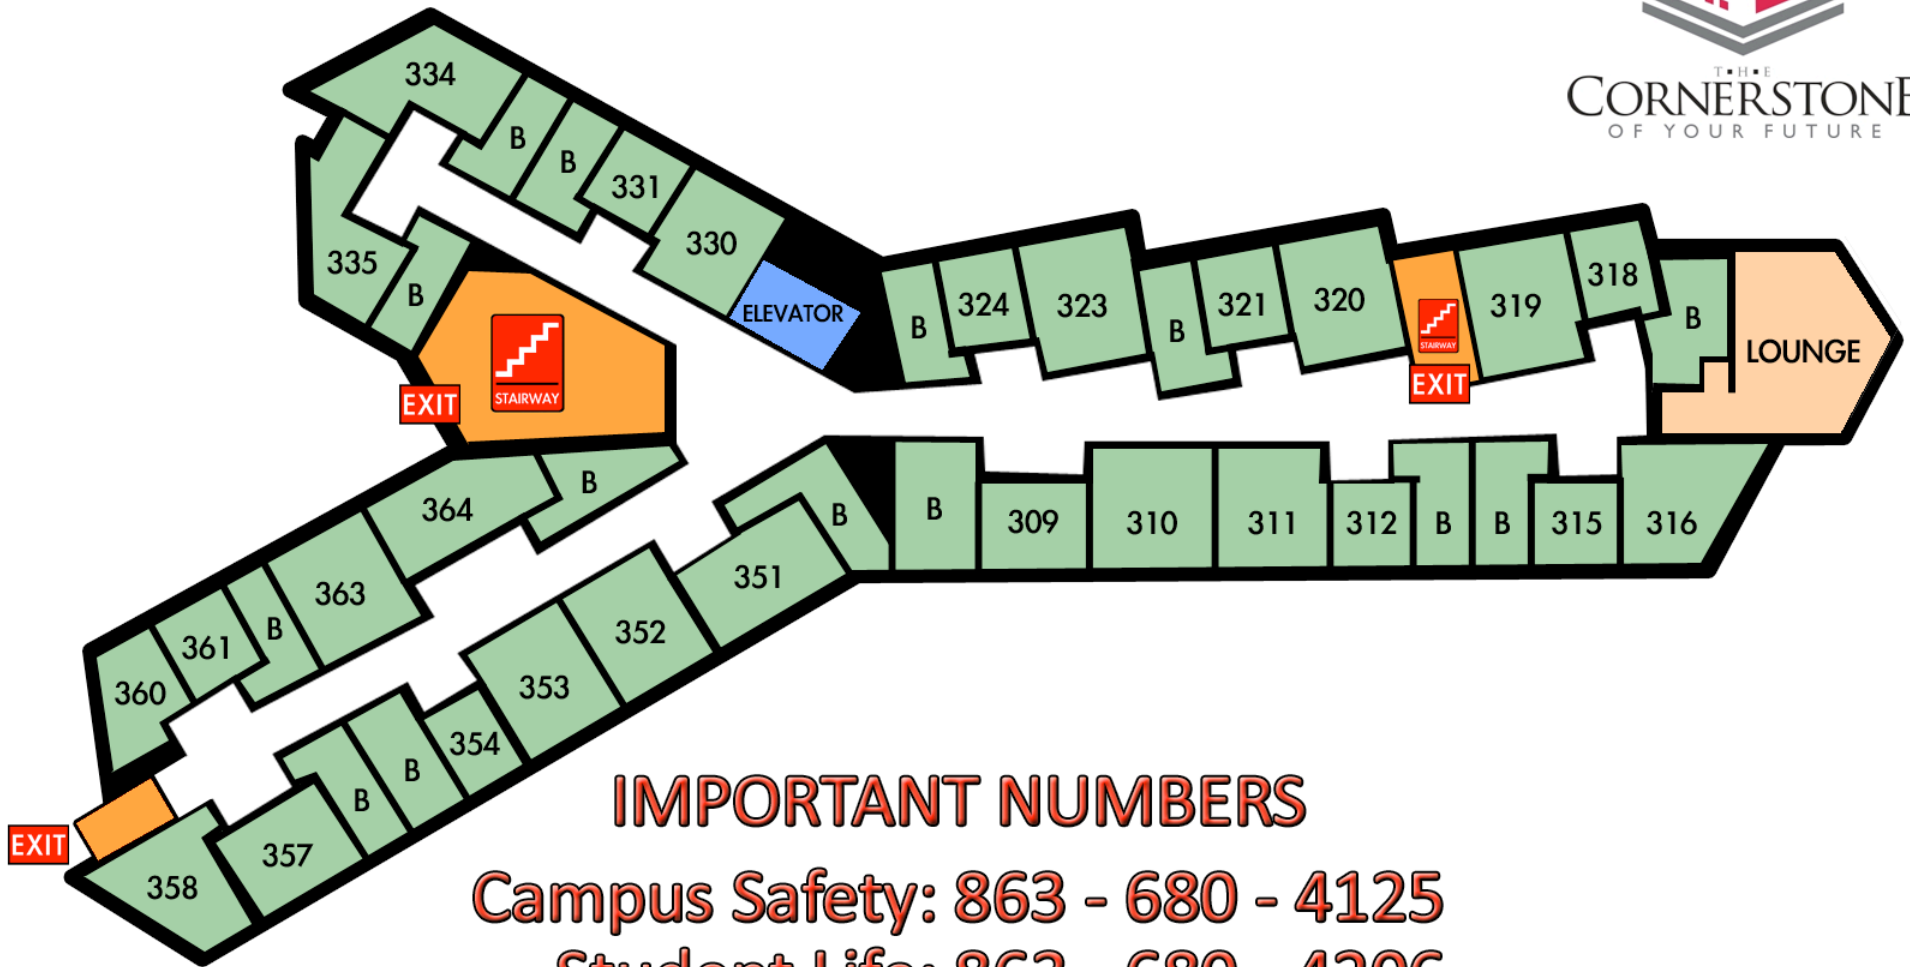 T·H·E
CORNERSTONE
OF YOUR FUTURE
334
B
B
331
330
ELEVATOR
335
B
STAIRWAY
EXIT
B
324
323
B
321
320
STAIRWAY
EXIT
319
318
B
LOUNGE
364
B
363
B
361
360
B
351
352
353
354
B
B
357
358
EXIT
B
309
310
311
312
B
B
315
316
IMPORTANT NUMBERS
Campus Safety: 863 - 680 - 4125